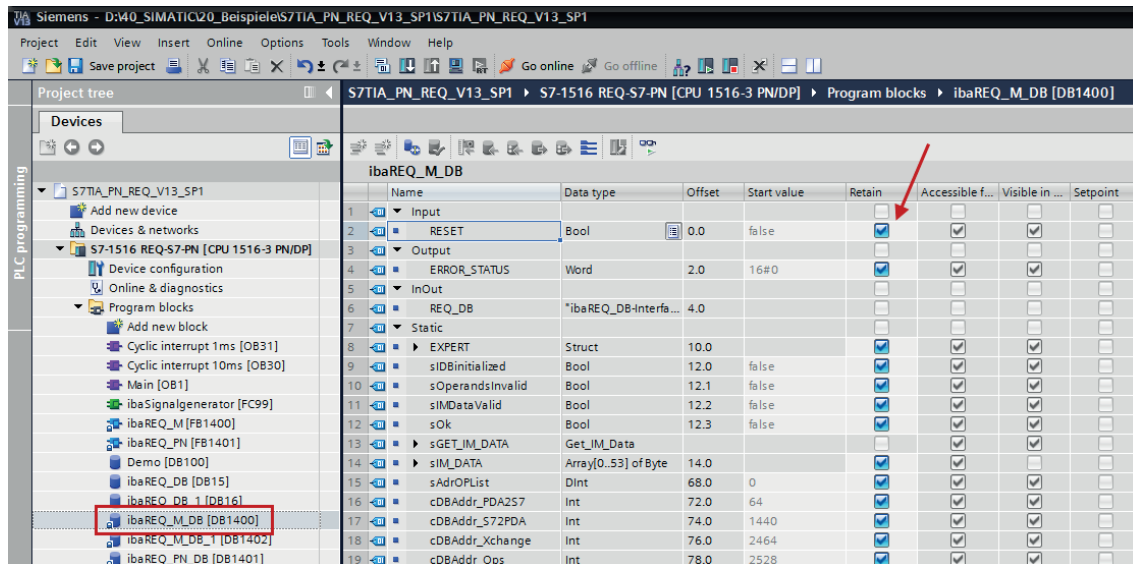 Siemens - D:\40_SIMATIC\20_Beispiele\S7TIA_PN_REQ_V13_SP1\S7TIA_PN_REQ_V13_SP1
Project Edit View Insert Online Options Tools Window Help
Save project Go online Go offline
Project tree
S7TIA_PN_REQ_V13_SP1 S7-1516 REQ-S7-PN [CPU 1516-3 PN/DP] Program blocks ibaREQ_M_DB [DB1400]
Devices
PLC programming
S7TIA_PN_REQ_V13_SP1
Add new device
Devices & networks
S7-1516 REQ-S7-PN [CPU 1516-3 PN/DP]
Device configuration
Online & diagnostics
Program blocks
Add new block
Cyclic interrupt 1ms [OB31]
Cyclic interrupt 10ms [OB30]
Main [OB1]
ibaSignalgenerator [FC99]
ibaREQ_M [FB1400]
ibaREQ_PN [FB1401]
Demo [DB100]
ibaREQ_DB [DB15]
ibaREQ_DB_1 [DB16]
ibaREQ_M_DB [DB1400]
ibaREQ_M_DB_1 [DB1402]
ibaREQ_PN_DB [DB1401]
ibaREQ_M_DB
Name Data type Offset Start value Retain Accessible f... Visible in ... Setpoint
1 Input
2 RESET Bool 0.0 false
3 Output
4 ERROR_STATUS Word 2.0 16#0
5 InOut
6 REQ_DB "ibaREQ_DB-Interfa... 4.0
7 Static
8 EXPERT Struct 10.0
9 sIDBinitialized Bool 12.0 false
10 sOperandsInvalid Bool 12.1 false
11 sIMDataValid Bool 12.2 false
12 sOk Bool 12.3 false
13 sGET_IM_DATA Get_IM_Data
14 sIM_DATA Array[0..53] of Byte 14.0
15 sAdrOPList DInt 68.0 0
16 cDBAddr_PDA2S7 Int 72.0 64
17 cDBAddr_S72PDA Int 74.0 1440
18 cDBAddr_Xchange Int 76.0 2464
19 cDBAddr_Ops Int 78.0 2528